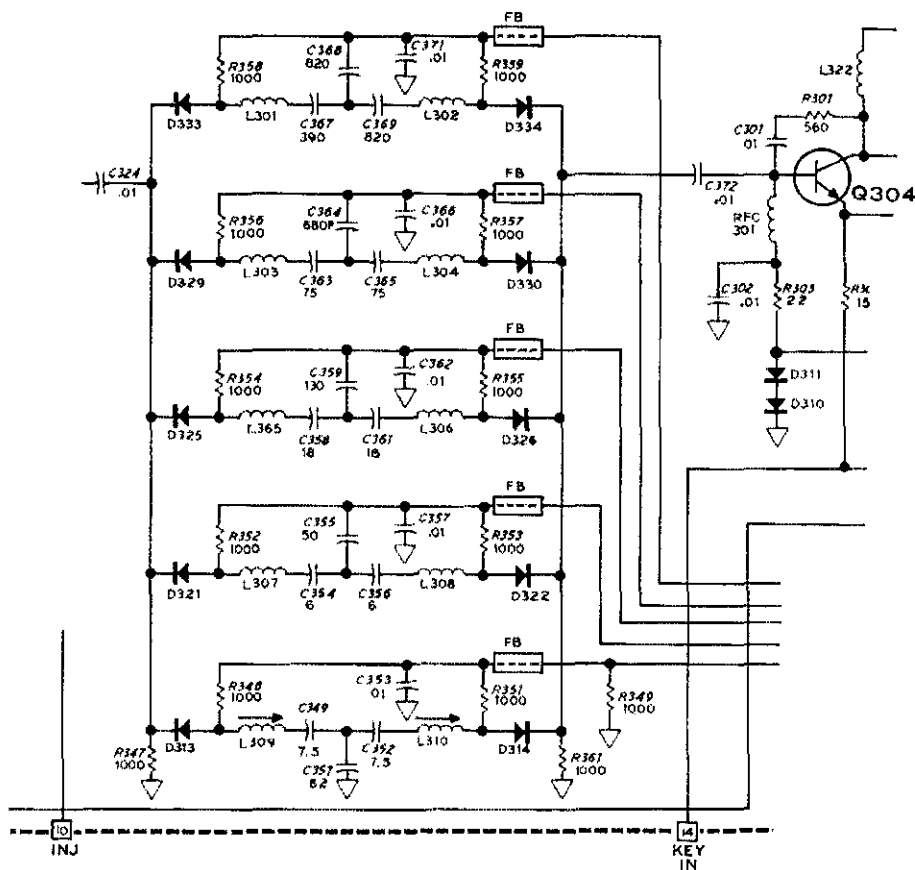 FB
C368
820
C371
.01
R358
1000
R359
1000
L322
D333
L301
C367
390
C369
820
L302
D334
R301
560
C301
.01
C324
.01
C372
.01
Q304
FB
R356
1000
C364
680P
C366
.01
R357
1000
RFC
301
D329
L303
C363
75
C365
75
L304
D330
C302
.01
R303
22
15
FB
R354
1000
C359
130
C362
.01
R355
1000
D311
D310
D325
L365
C358
18
C361
18
L306
D326
FB
R352
1000
C355
50
C357
.01
R353
1000
D321
L307
C354
6
C356
6
L308
D322
FB
R348
1000
C353
.01
R351
1000
R349
1000
D313
L309
C349
7.5
C352
7.5
L310
D314
R347
1000
C351
82
R361
1000
10
INJ
14
KEY
IN